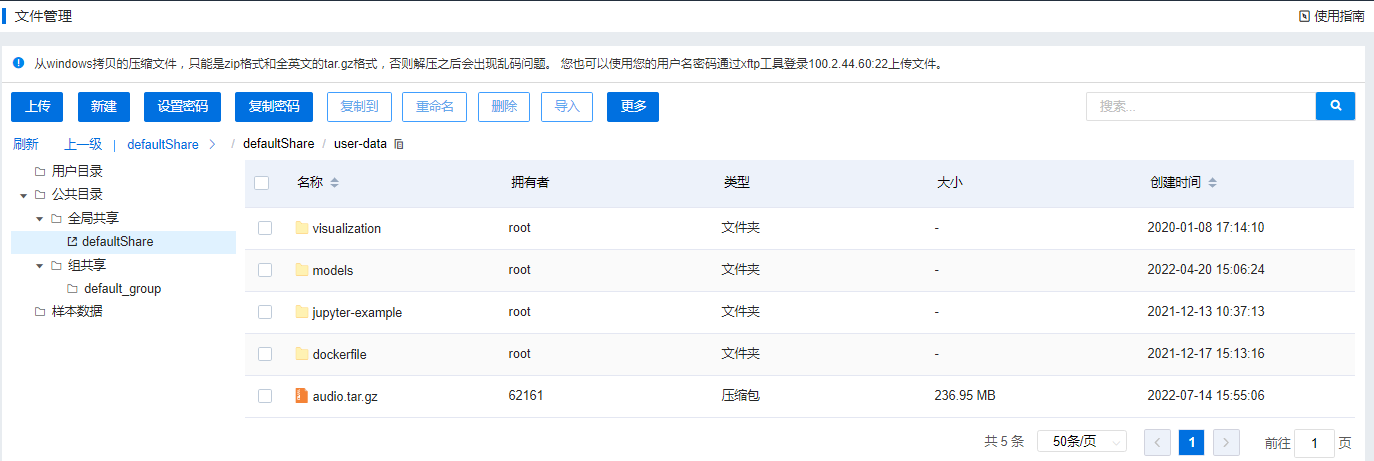 文件管理 使用指南
从windows拷贝的压缩文件，只能是zip格式和全英文的tar.gz格式，否则解压之后会出现乱码问题。 您也可以使用您的用户名密码通过xftp工具登录100.2.44.60:22上传文件。
上传 新建 设置密码 复制密码 复制到 重命名 删除 导入 更多 搜索...
刷新 上一级 | defaultShare > / defaultShare / user-data
用户目录
公共目录
全局共享
defaultShare
组共享
default_group
样本数据
名称 拥有者 类型 大小 创建时间
visualization root 文件夹 - 2020-01-08 17:14:10
models root 文件夹 - 2022-04-20 15:06:24
jupyter-example root 文件夹 - 2021-12-13 10:37:13
dockerfile root 文件夹 - 2021-12-17 15:13:16
audio.tar.gz 62161 压缩包 236.95 MB 2022-07-14 15:55:06
共 5 条 50条/页 < 1 > 前往 1 页